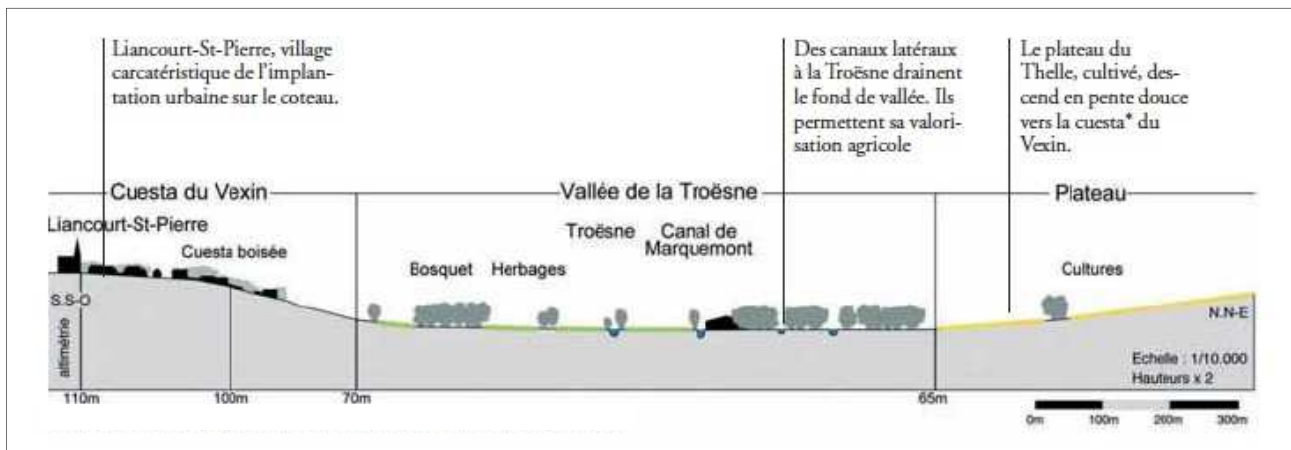 Liancourt-St-Pierre, village
carcatéristique de l'implan-
tation urbaine sur le coteau.
Des canaux latéraux
à la Troësne drainent
le fond de vallée. Ils
permettent sa valori-
sation agricole
Le plateau du
Thelle, cultivé, des-
cend en pente douce
vers la cuesta* du
Vexin.
Cuesta du Vexin
Vallée de la Troësne
Plateau
Liancourt-St-Pierre
Cuesta boisée
Bosquet
Herbages
Troësne
Canal de
Marquemont
Cultures
S.S-O
N.N-E
altimétrie
Echelle : 1/10.000
Hauteurs x 2
110m
100m
70m
65m
0m
100m
200m
300m